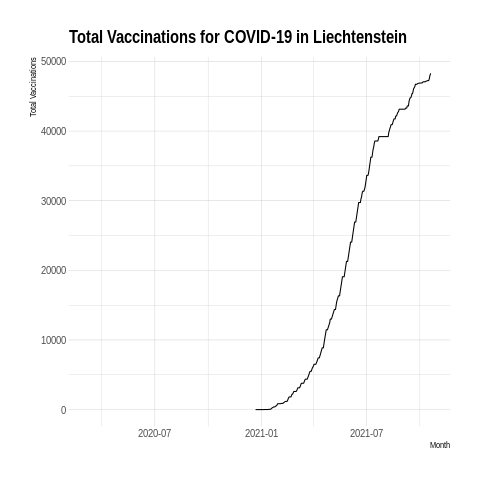 Total Vaccinations for COVID-19 in Liechtenstein
Total Vaccinations
50000
40000
30000
20000
10000
0
2020-07 2021-01 2021-07
Month